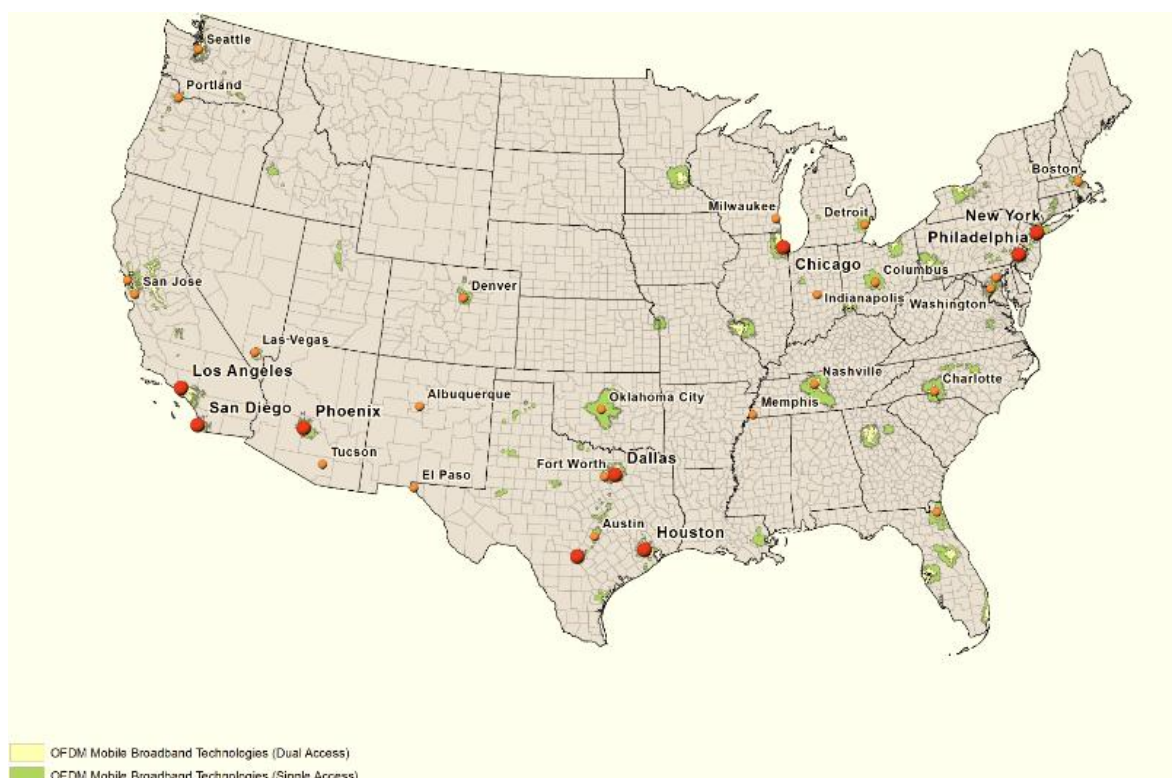 Seattle
Portland
Boston
Milwaukee
Detroit
New York
Philadelphia
Chicago
Columbus
San Jose
Denver
Indianapolis
Washington
Las Vegas
Los Angeles
Nashville
Charlotte
Albuquerque
Oklahoma City
Memphis
San Diego
Phoenix
Tucson
Fort Worth
Dallas
El Paso
Austin
Houston
OFDM Mobile Broadband Technologies (Dual Access)
OFDM Mobile Broadband Technologies (Single Access)